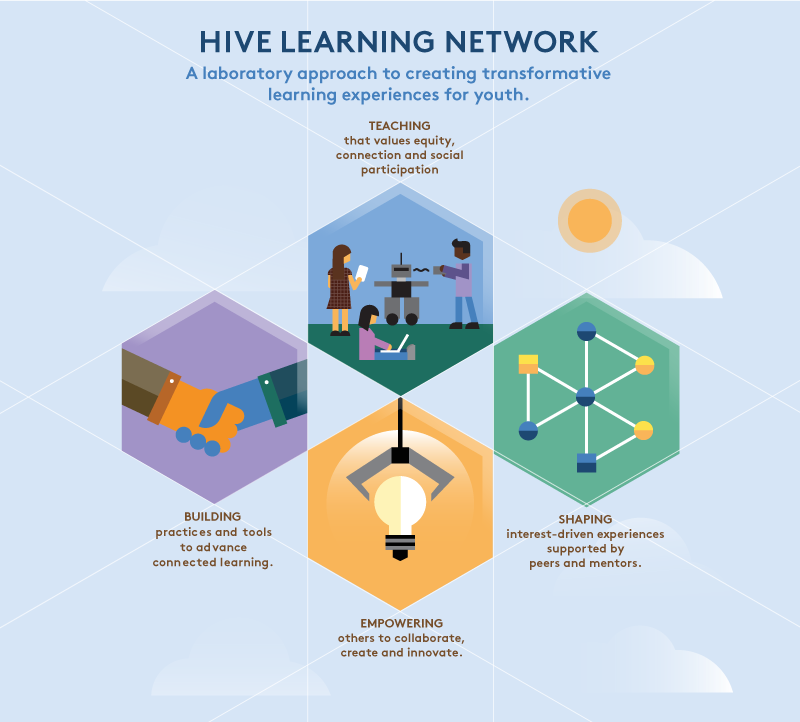 HIVE LEARNING NETWORK
A laboratory approach to creating transformative
learning experiences for youth.
TEACHING
that values equity,
connection and social
participation
BUILDING
practices and tools
to advance
connected learning.
SHAPING
interest-driven experiences
supported by
peers and mentors.
EMPOWERING
others to collaborate,
create and innovate.